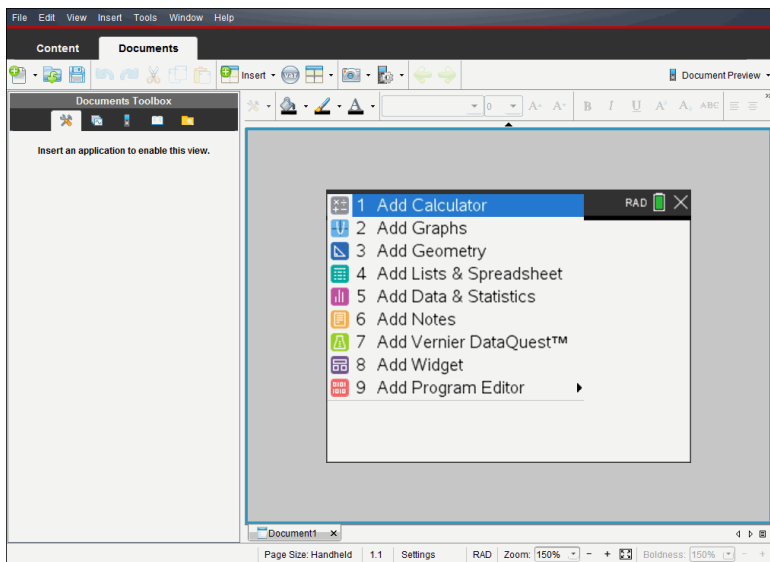 File Edit View Insert Tools Window Help
Content Documents
Insert VAR Document Preview
Documents Toolbox
0 A+ A+ B I U ABC
Insert an application to enable this view.
RAD
1 Add Calculator
2 Add Graphs
3 Add Geometry
4 Add Lists & Spreadsheet
5 Add Data & Statistics
6 Add Notes
7 Add Vernier DataQuest™
8 Add Widget
9 Add Program Editor
Document1
Page Size: Handheld 1.1 Settings RAD Zoom: 150% - + Boldness: 150% - +